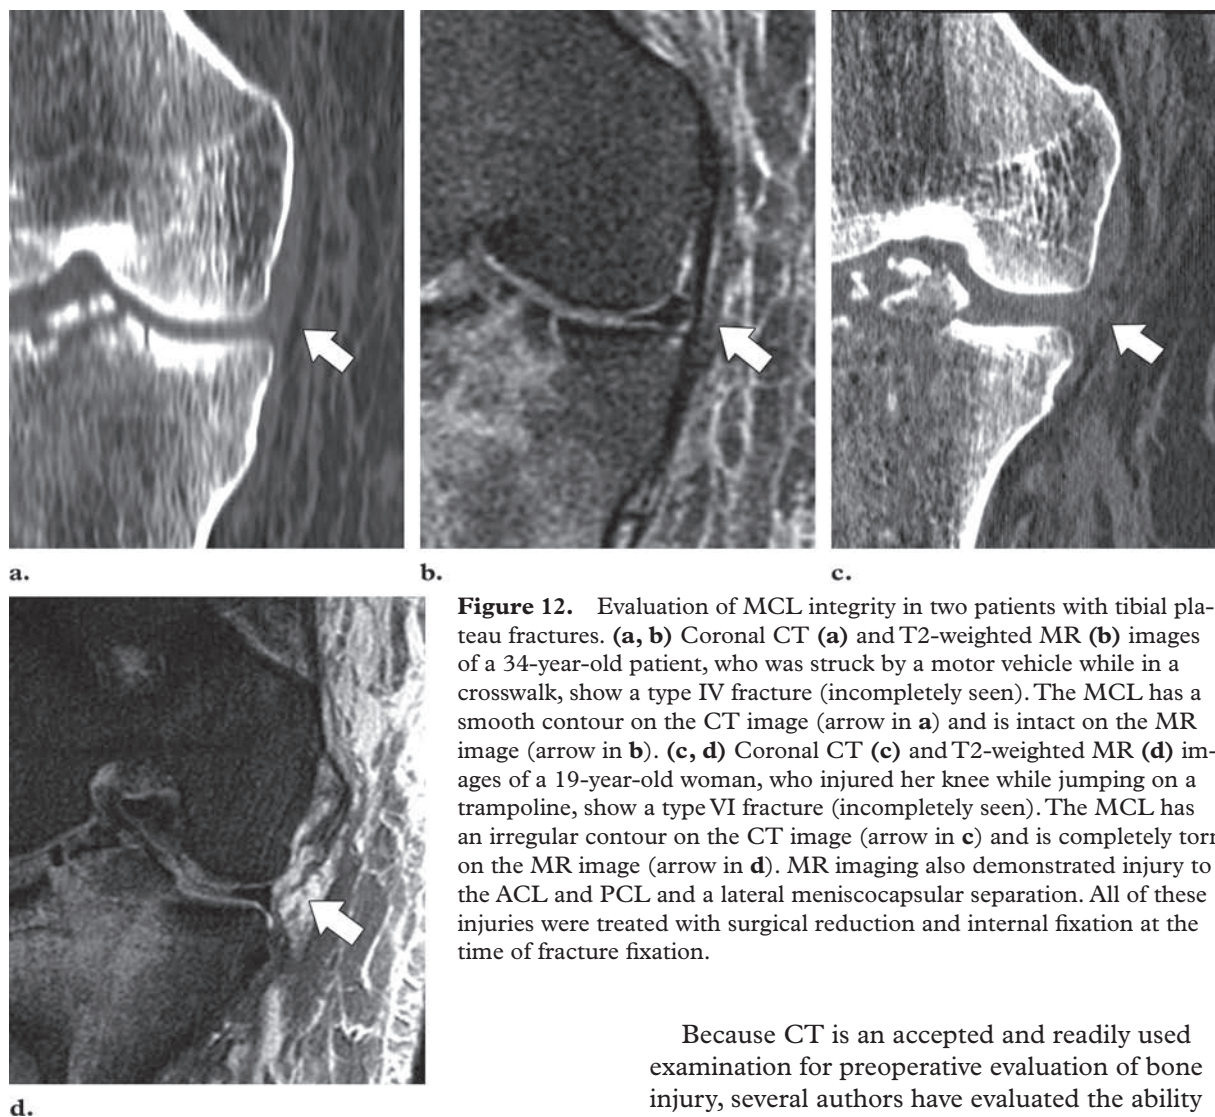 a.
b.
c.
Figure 12. Evaluation of MCL integrity in two patients with tibial pla-
teau fractures. (a, b) Coronal CT (a) and T2-weighted MR (b) images
of a 34-year-old patient, who was struck by a motor vehicle while in a
crosswalk, show a type IV fracture (incompletely seen). The MCL has a
smooth contour on the CT image (arrow in a) and is intact on the MR
image (arrow in b). (c, d) Coronal CT (c) and T2-weighted MR (d) im-
ages of a 19-year-old woman, who injured her knee while jumping on a
trampoline, show a type VI fracture (incompletely seen). The MCL has
an irregular contour on the CT image (arrow in c) and is completely torn
on the MR image (arrow in d). MR imaging also demonstrated injury to
the ACL and PCL and a lateral meniscocapsular separation. All of these
injuries were treated with surgical reduction and internal fixation at the
time of fracture fixation.
d.
Because CT is an accepted and readily used
examination for preoperative evaluation of bone
injury, several authors have evaluated the ability